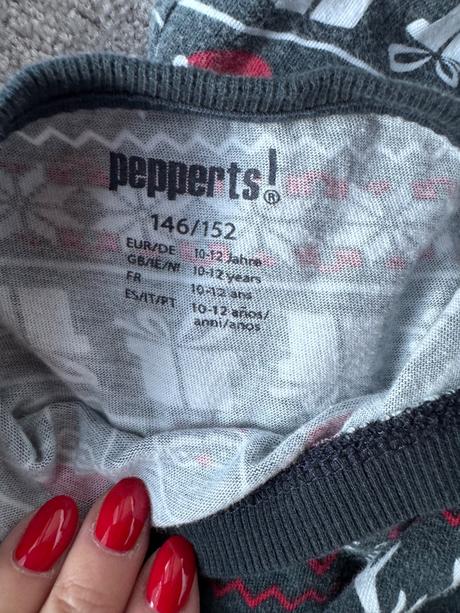 pepperts!®
146/152
EUR/DE 10-12 Jahre
GB/IE/NI 10-12 years
FR 10-12 ans
ES/IT/PT 10-12 años/
anni/anos